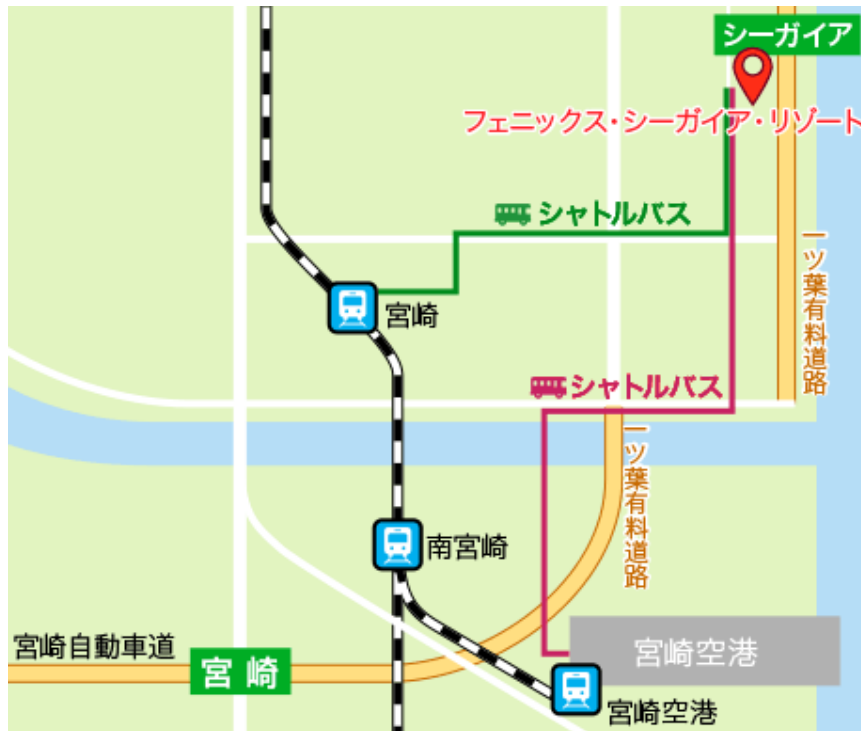 シーガイア
フェニックス・シーガイア・リゾート
シャトルバス
一ツ葉有料道路
宮崎
シャトルバス
一ツ葉有料道路
南宮崎
宮崎自動車道
宮崎
宮崎空港
宮崎空港